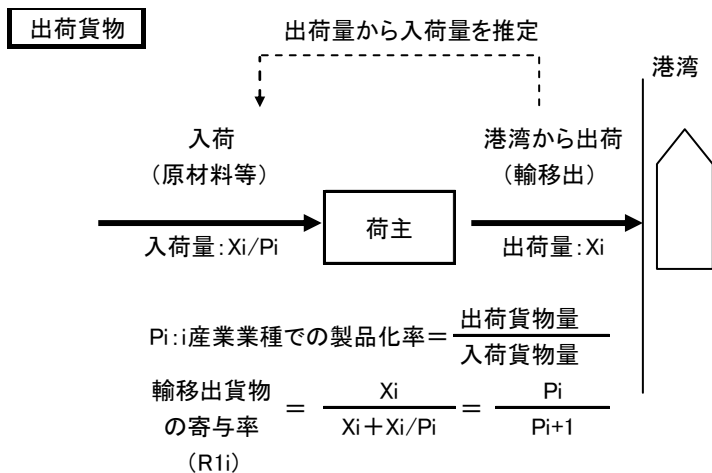 出荷貨物
出荷量から入荷量を推定
港湾
入荷
（原材料等）
港湾から出荷
（輸移出）
荷主
入荷量：Xi/Pi
出荷量：Xi
Pi：i産業業種での製品化率＝出荷貨物量
入荷貨物量
輸移出貨物
の寄与率
（R1i）
＝ Xi ＝ Pi
Xi＋Xi/Pi Pi+1